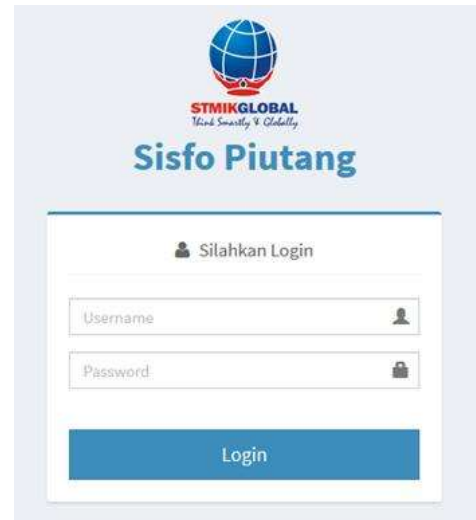 STMIKGLOBAL
Think Smartly & Globally
Sisfo Piutang
Silahkan Login
Username
Password
Login